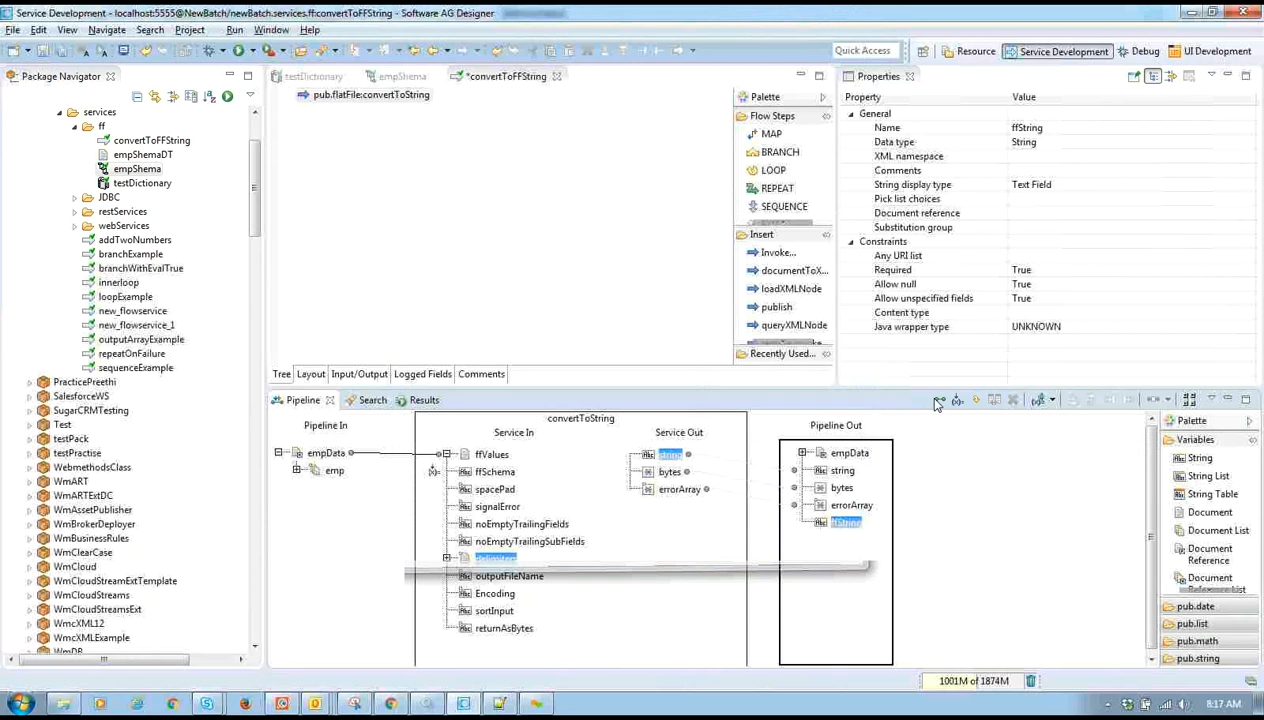 Service Development - localhost:5555@NewBatch/newBatch.services.ff:convertToFFString - Software AG Designer
File Edit View Navigate Search Project Run Window Help
Quick Access Resource Service Development Debug UI Development
Package Navigator
services
ff
convertToFFString
empShemaDT
empShema
testDictionary
JDBC
restServices
webServices
addTwoNumbers
branchExample
branchWithEvalTrue
innerloop
loopExample
new_flowservice
new_flowservice_1
outputArrayExample
repeatOnFailure
sequenceExample
PracticePreethi
SalesforceWS
SugarCRMTesting
Test
testPack
testPractise
WebmethodsClass
WmART
WmARTExtDC
WmAssetPublisher
WmBrokerDeployer
WmBusinessRules
WmClearCase
WmCloud
WmCloudStreamExtTemplate
WmCloudStreams
WmCloudStreamsExt
WmcXML12
WmcXMLExample
WmDB
testDictionary empShema *convertToFFString
pub.flatFile:convertToString
Tree Layout Input/Output Logged Fields Comments
Palette
Flow Steps
MAP
BRANCH
LOOP
REPEAT
SEQUENCE
Insert
Invoke...
documentToX...
loadXMLNode
publish
queryXMLNode
Recently Used...
Properties
Property Value
General
Name ffString
Data type String
XML namespace
Comments
String display type Text Field
Pick list choices
Document reference
Substitution group
Constraints
Any URI list
Required True
Allow null True
Allow unspecified fields True
Content type
Java wrapper type UNKNOWN
Pipeline Search Results
Pipeline In
empData
emp
convertToString
Service In
ffValues
ffSchema
spacePad
signalError
noEmptyTrailingFields
noEmptyTrailingSubFields
delimiters
outputFileName
Encoding
sortInput
returnAsBytes
Service Out
string
bytes
errorArray
Pipeline Out
empData
string
bytes
errorArray
ffString
Palette
Variables
String
String List
String Table
Document
Document List
Document
Reference
Document
Reference List
pub.date
pub.list
pub.math
pub.string
1001M of 1874M
8:17 AM